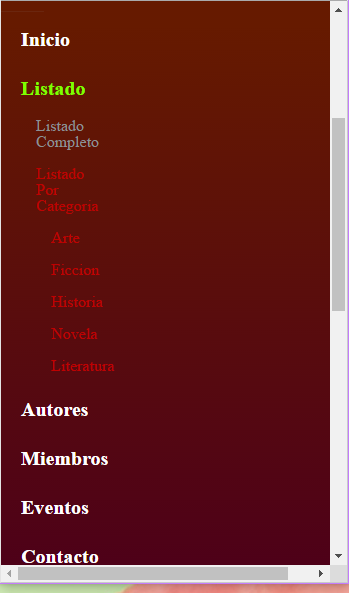 Inicio
Listado
Listado
Completo
Listado
Por
Categoria
Arte
Ficcion
Historia
Novela
Literatura
Autores
Miembros
Eventos
Contacto